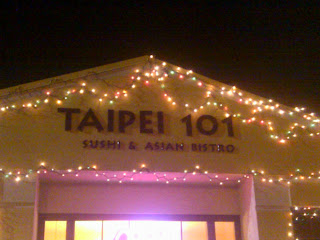 TAIPEI 101
SUSHI & ASIAN BISTRO